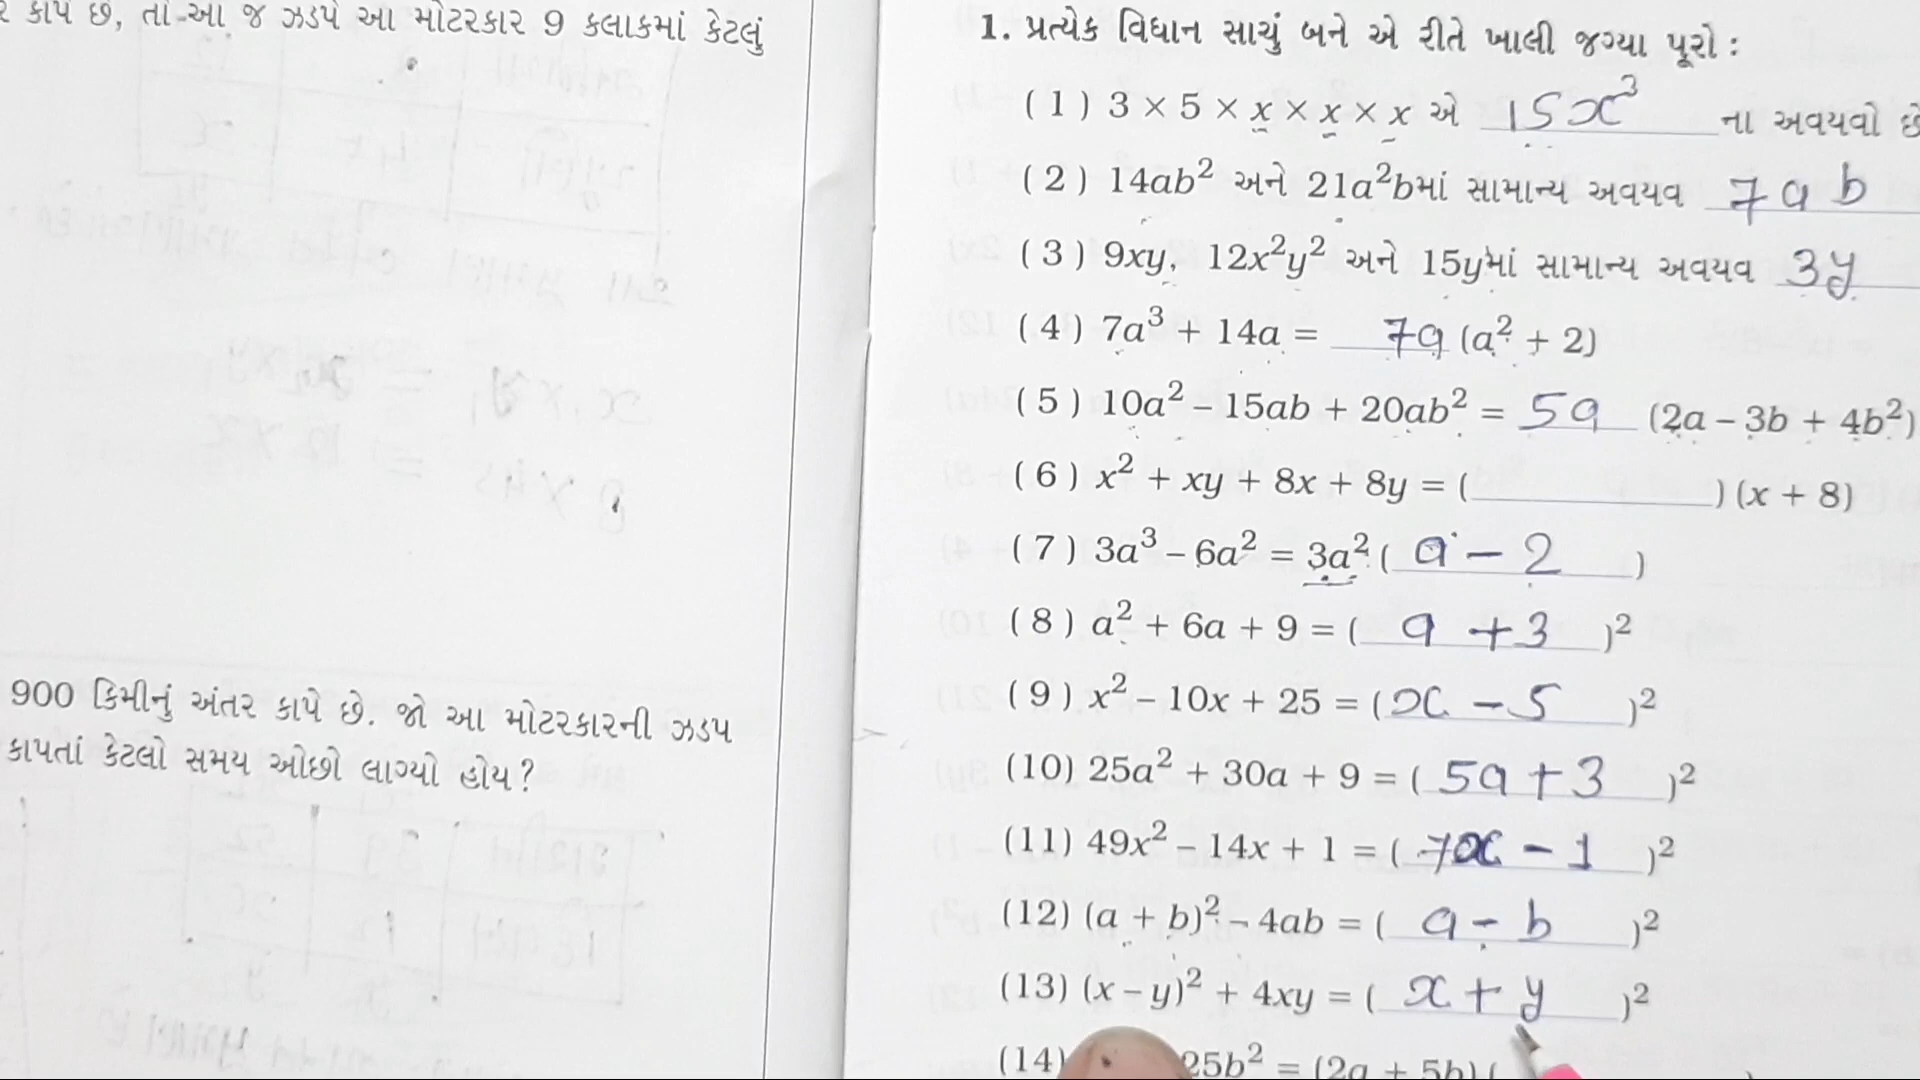 કાપે છે, તો આ જ ઝડપે આ મોટરકાર 9 કલાકમાં કેટલું
900 કિમીનું અંતર કાપે છે. જો આ મોટરકારની ઝડપ
કાપતાં કેટલો સમય ઓછો લાગ્યો હોય?
1. પ્રત્યેક વિધાન સાચું બને એ રીતે ખાલી જગ્યા પૂરો :
(1) 3 × 5 × x × x × x એ 15x³ ના અવયવો છે
(2) 14ab² અને 21a²bમાં સામાન્ય અવયવ 7ab
(3) 9xy, 12x²y² અને 15yમાં સામાન્ય અવયવ 3y
(4) 7a³ + 14a = 7a (a² + 2)
(5) 10a² – 15ab + 20ab² = 5a (2a – 3b + 4b²)
(6) x² + xy + 8x + 8y = (________) (x + 8)
(7) 3a³ – 6a² = 3a² (a – 2)
(8) a² + 6a + 9 = (a + 3)²
(9) x² – 10x + 25 = (x – 5)²
(10) 25a² + 30a + 9 = (5a + 3)²
(11) 49x² – 14x + 1 = (7x – 1)²
(12) (a + b)² – 4ab = (a – b)²
(13) (x – y)² + 4xy = (x + y)²
(14) 25b² = (2a + 5b) (